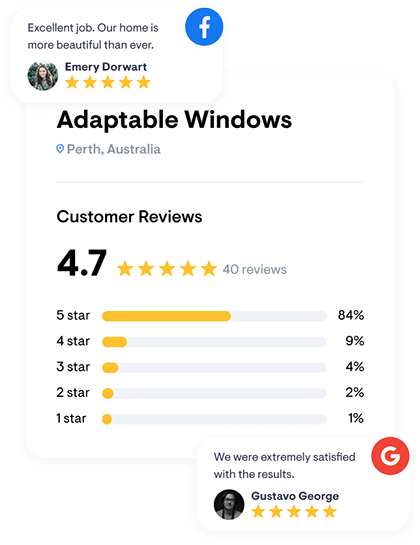 Excellent job. Our home is
more beautiful than ever.
Emery Dorwart
Adaptable Windows
Perth, Australia
Customer Reviews
4.7 40 reviews
5 star 84%
4 star 9%
3 star 4%
2 star 2%
1 star 1%
We were extremely satisfied
with the results.
Gustavo George